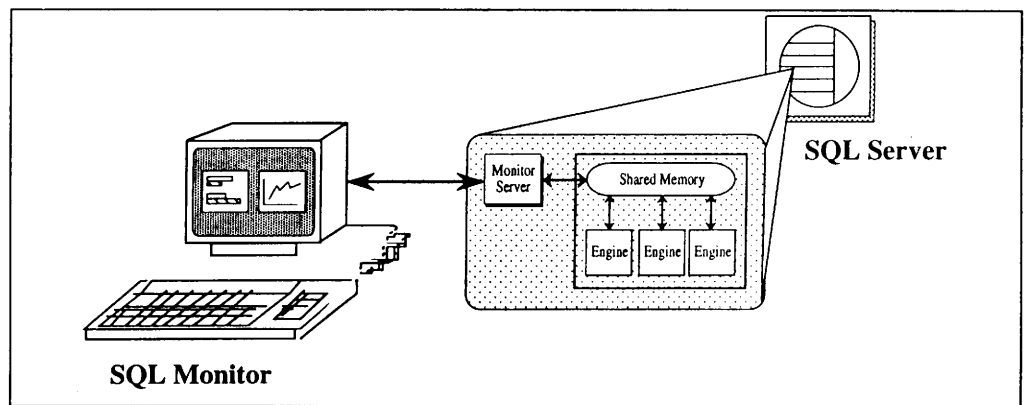 SQL Server
Monitor
Server
Shared Memory
Engine Engine Engine
SQL Monitor